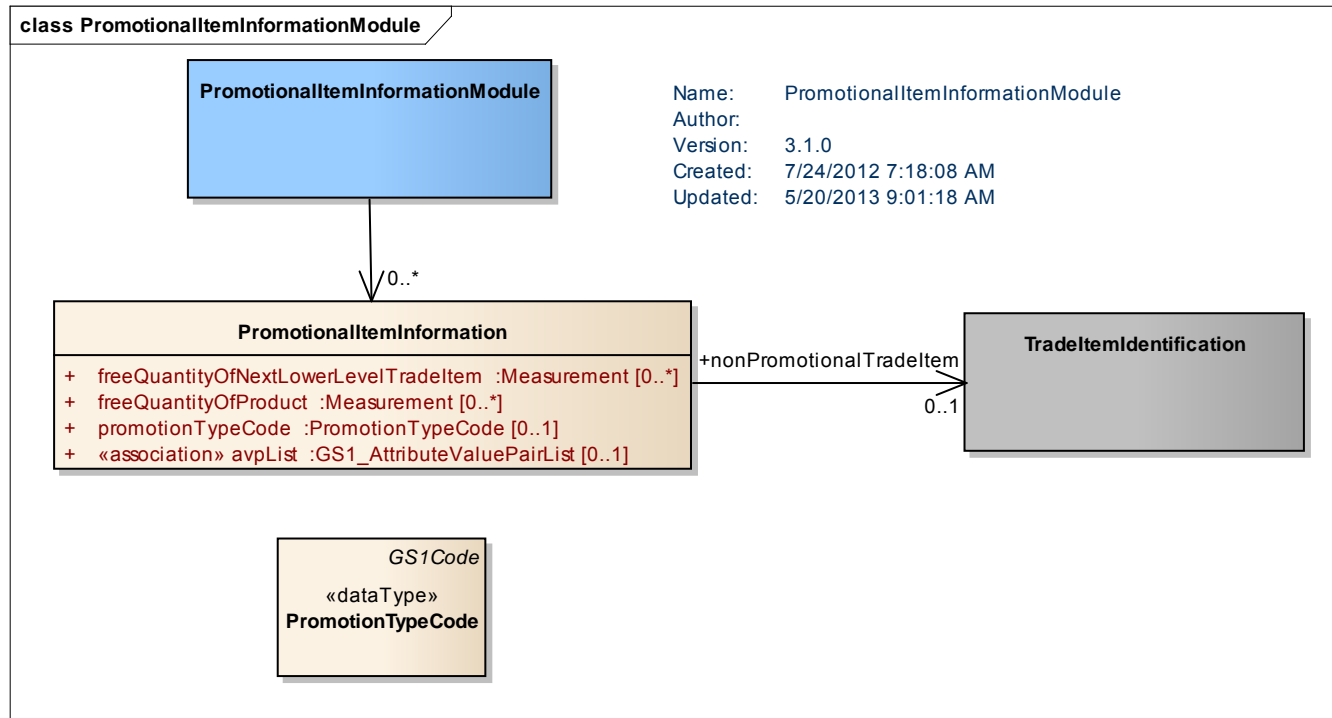 class PromotionalItemInformationModule
PromotionalItemInformationModule
Name: PromotionalItemInformationModule
Author:
Version: 3.1.0
Created: 7/24/2012 7:18:08 AM
Updated: 5/20/2013 9:01:18 AM
0..*
PromotionalItemInformation
+ freeQuantityOfNextLowerLevelTradeItem :Measurement [0..*]
+ freeQuantityOfProduct :Measurement [0..*]
+ promotionTypeCode :PromotionTypeCode [0..1]
+ «association» avpList :GS1_AttributeValuePairList [0..1]
+nonPromotionalTradeItem
0..1
TradeItemIdentification
GS1Code
«dataType»
PromotionTypeCode